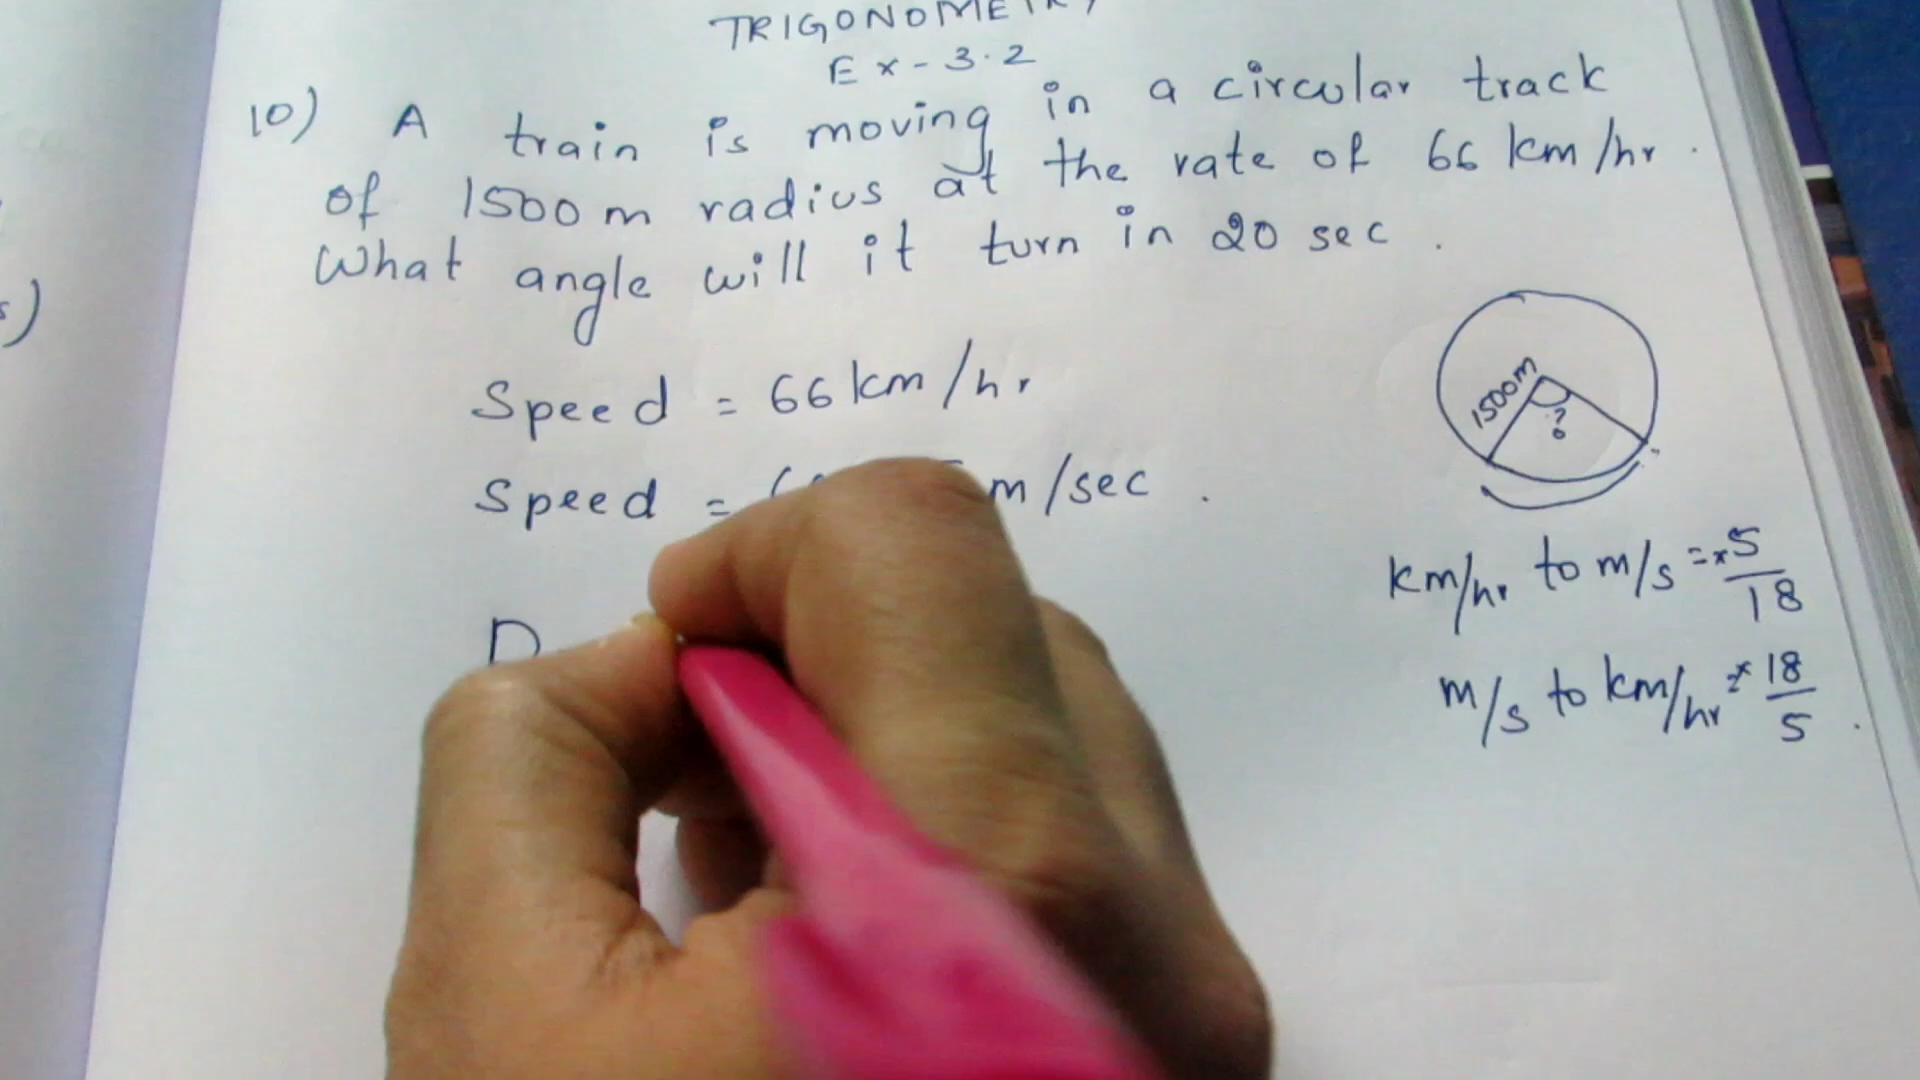 TRIGONOMETRY
Ex-3.2
10) A train is moving in a circular track
of 1500 m radius at the rate of 66 km/hr.
What angle will it turn in 20 sec.
Speed = 66 km/hr
1500m
?
Speed = m/sec.
km/hr to m/s = × 5/18
m/s to km/hr = × 18/5.
D